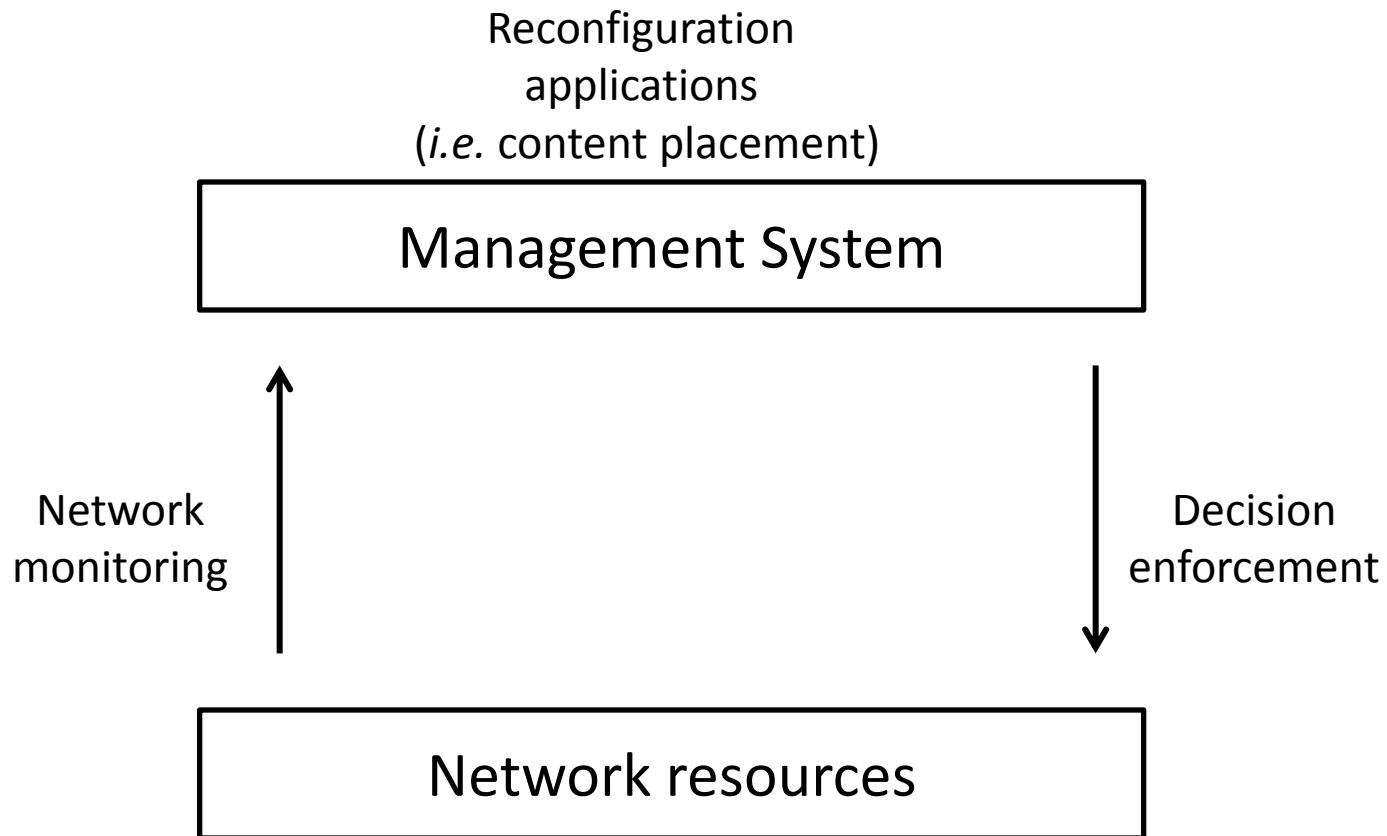 Reconfiguration
applications
(i.e. content placement)
Management System
Network
monitoring
Decision
enforcement
Network resources